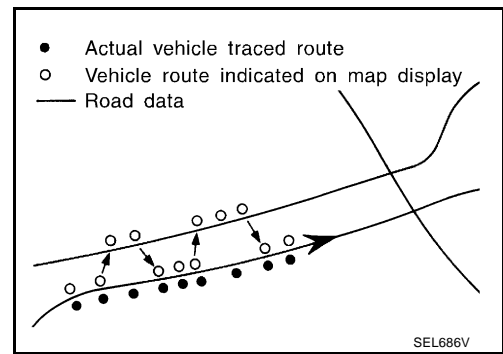 Actual vehicle traced route
Vehicle route indicated on map display
Road data
SEL686V